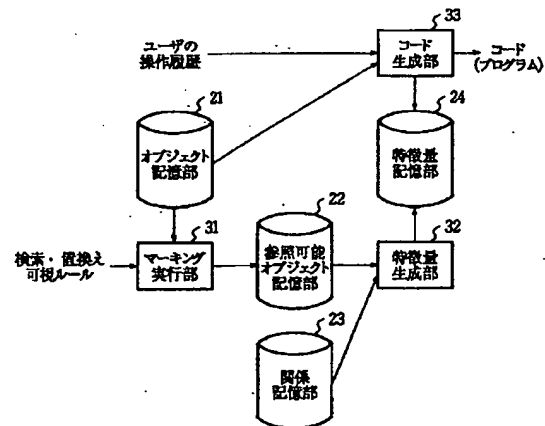 33
ユーザの
操作履歴
コード
生成部
コード
(プログラム)
21
24
オブジェクト
記憶部
特徴量
記憶部
31
22
32
検索・置換え
可視ルール
マーキング
実行部
参照可能
オブジェクト
記憶部
特徴量
生成部
23
関係
記憶部